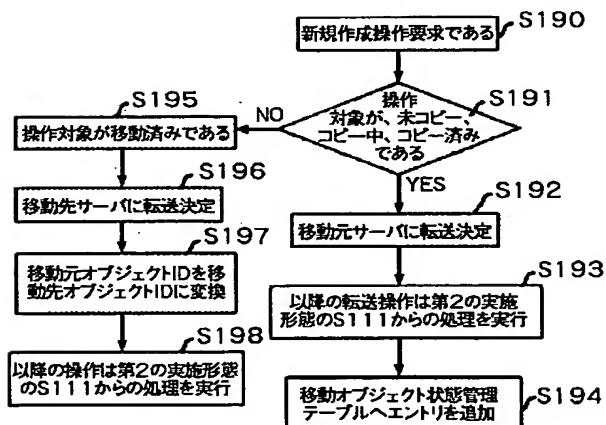 S190
新規作成操作要求である
S191
操作
対象が、未コピー、
コピー中、コピー済み
である
NO
YES
S195
操作対象が移動済みである
S196
移動先サーバに転送決定
S197
移動元オブジェクトIDを移
動先オブジェクトIDに変換
S198
以降の操作は第2の実施形態
のS111からの処理を実行
S192
移動元サーバに転送決定
S193
以降の転送操作は第2の実施
形態のS111からの処理を実行
S194
移動オブジェクト状態管理
テーブルへエントリを追加